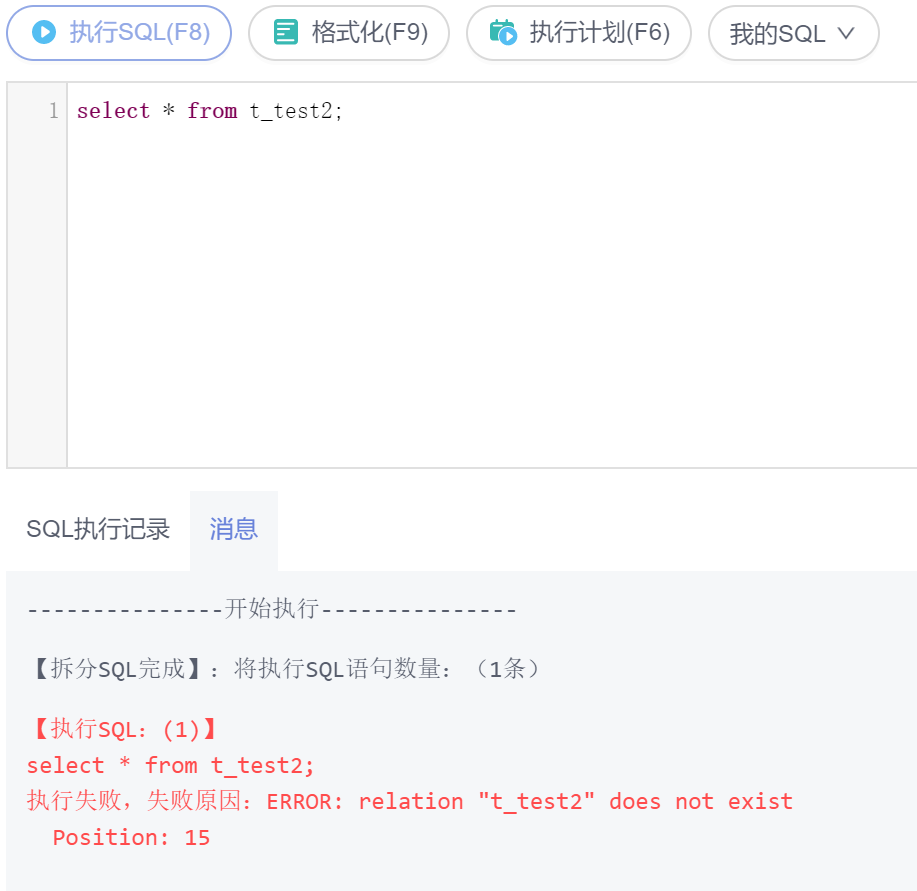 执行SQL(F8) 格式化(F9) 执行计划(F6) 我的SQL
1 select * from t_test2;
SQL执行记录 消息
---------------开始执行---------------
【拆分SQL完成】：将执行SQL语句数量：（1条）
【执行SQL：(1)】
select * from t_test2;
执行失败，失败原因：ERROR: relation "t_test2" does not exist
Position: 15